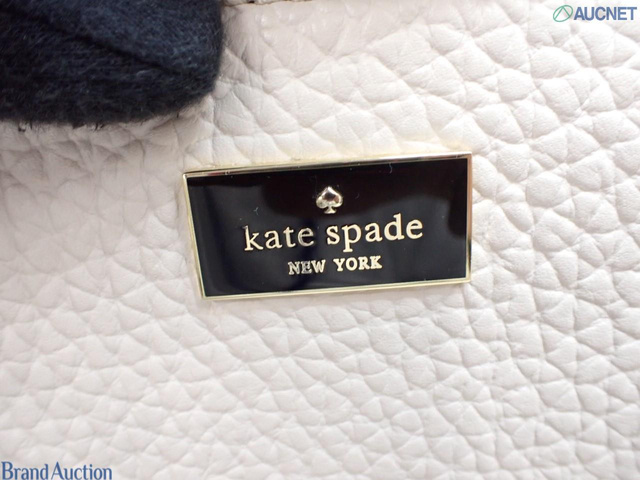 AUCNET
kate spade
NEW YORK
Brand Auction